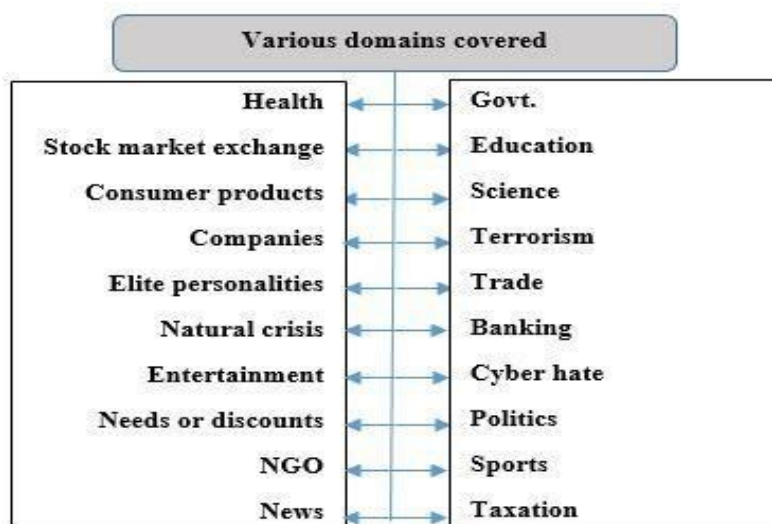 Various domains covered
Health Govt.
Stock market exchange Education
Consumer products Science
Companies Terrorism
Elite personalities Trade
Natural crisis Banking
Entertainment Cyber hate
Needs or discounts Politics
NGO Sports
News Taxation